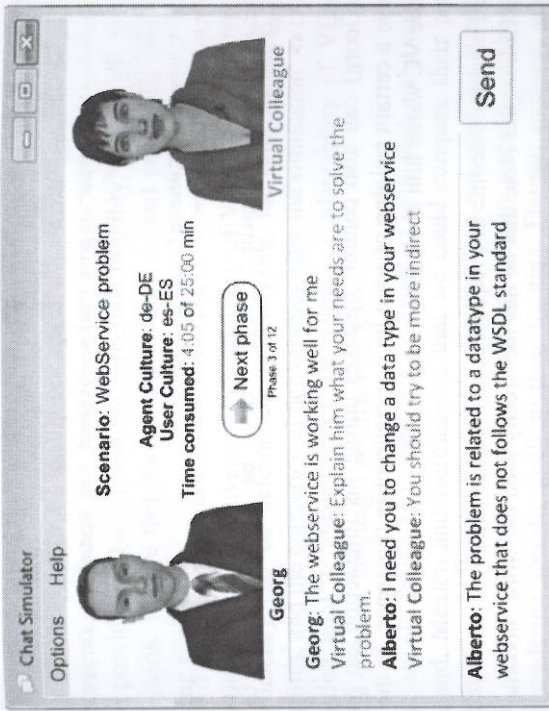 Chat Simulator
Options Help
Scenario: WebService problem
Agent Culture: de-DE
User Culture: es-ES
Time consumed: 4:05 of 25:00 min
Next phase
Phase 3 of 12
Georg
Virtual Colleague
Georg: The webservice is working well for me
Virtual Colleague: Explain him what your needs are to solve the
problem.
Alberto: I need you to change a data type in your webservice
Virtual Colleague: You should try to be more indirect
Alberto: The problem is related to a datatype in your
webservice that does not follows the WSDL standard
Send